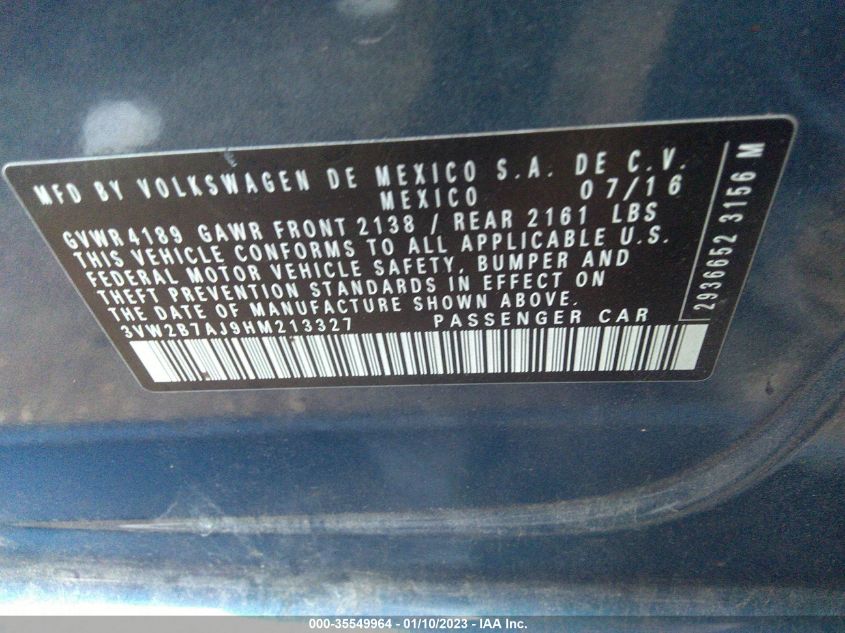 MFD BY VOLKSWAGEN DE MEXICO S.A. DE C.V.
MEXICO 07/16
GVWR 4189 GAWR FRONT 2138 / REAR 2161 LBS
THIS VEHICLE CONFORMS TO ALL APPLICABLE U.S.
FEDERAL MOTOR VEHICLE SAFETY, BUMPER AND
THEFT PREVENTION STANDARDS IN EFFECT ON
THE DATE OF MANUFACTURE SHOWN ABOVE.
3VW2B7AJ9HM213327 PASSENGER CAR
2936652 3156 M
000-35549964 - 01/10/2023 - IAA Inc.